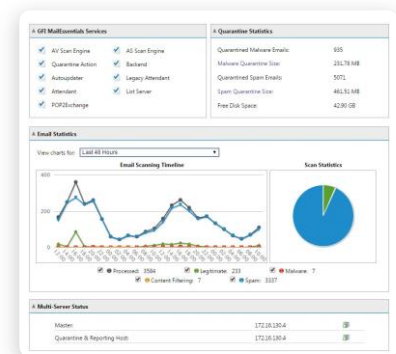 GFI MailEssentials Services
AV Scan Engine
AS Scan Engine
Quarantine Action
Backend
Autoupdater
Legacy Attendant
Attendant
List Server
POP2Exchange
Quarantine Statistics
Quarantined Malware Emails: 935
Malware Quarantine Size: 231.78 MB
Quarantined Spam Emails: 5071
Spam Quarantine Size: 461.51 MB
Free Disk Space: 42.90 GB
Email Statistics
View charts for: Last 48 Hours
Email Scanning Timeline
Scan Statistics
400
200
0
Processed: 3584 Legitimate: 233 Malware: 7
Content Filtering: 7 Spam: 3337
Multi-Server Status
Master: 172.16.130.4
Quarantine & Reporting Host: 172.16.130.4